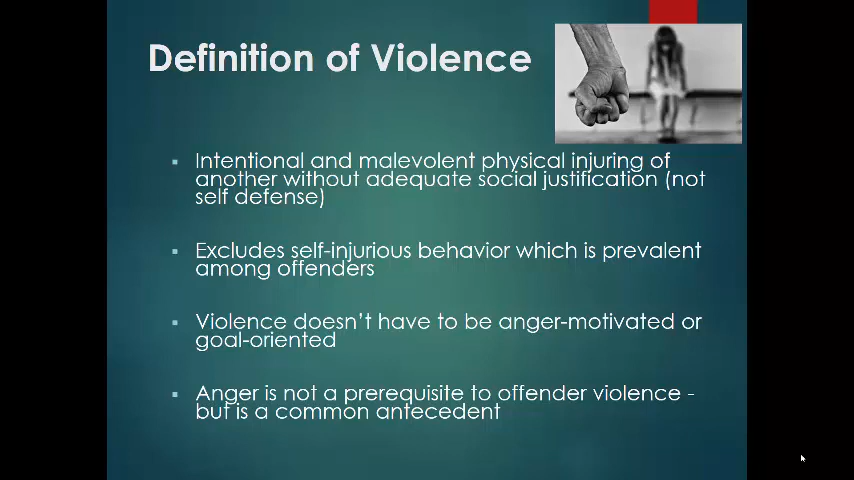 Definition of Violence
Intentional and malevolent physical injuring of
another without adequate social justification (not
self defense)
Excludes self-injurious behavior which is prevalent
among offenders
Violence doesn't have to be anger-motivated or
goal-oriented
Anger is not a prerequisite to offender violence -
but is a common antecedent